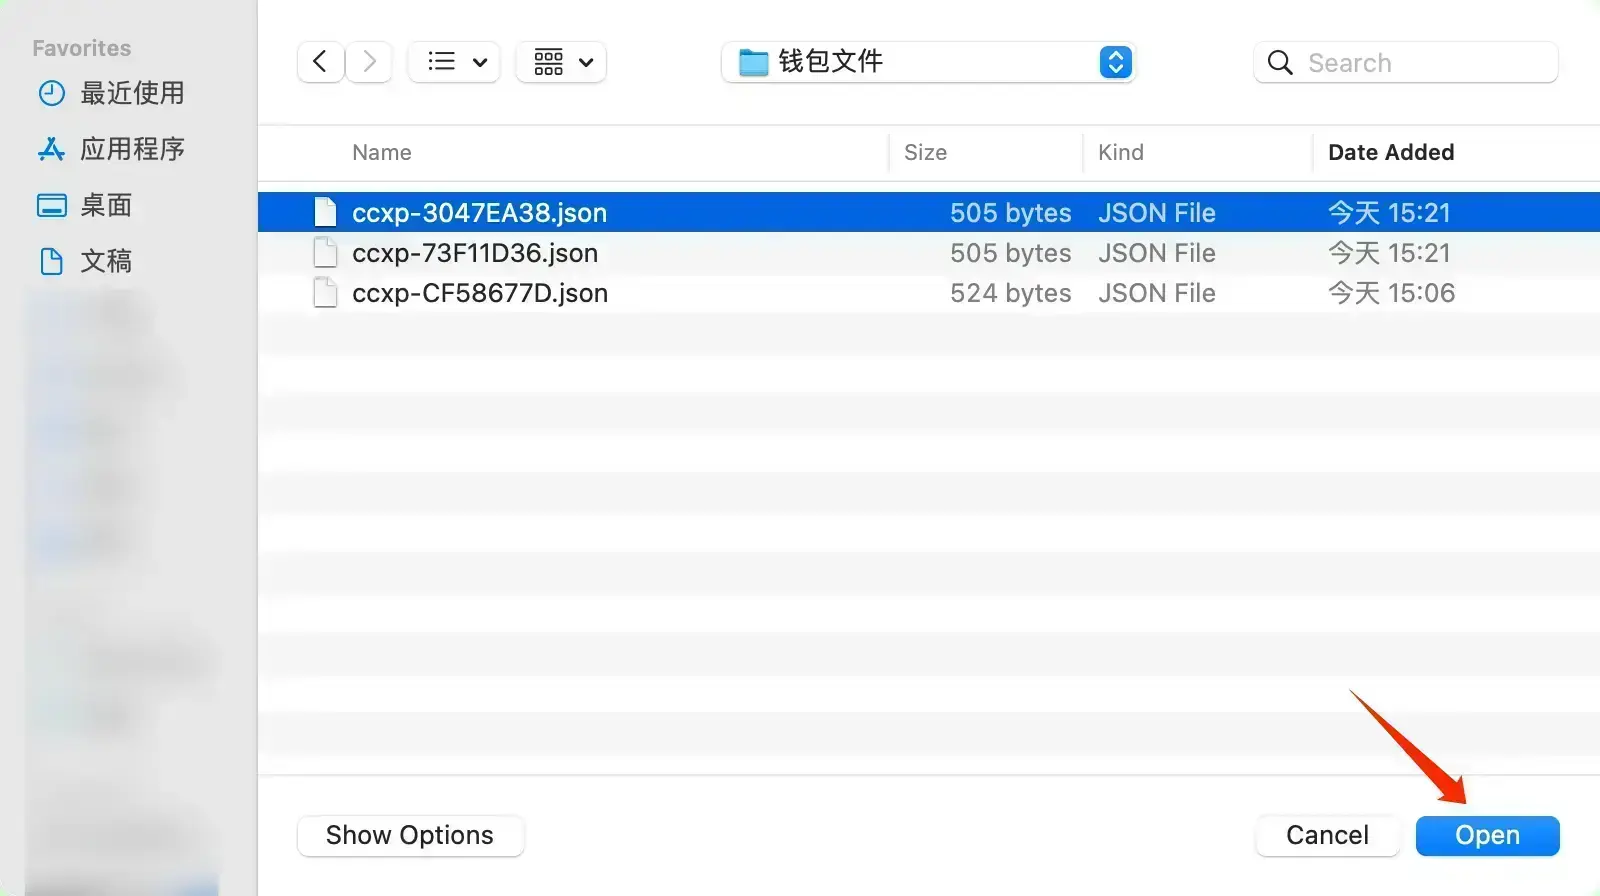 Favorites
最近使用
应用程序
桌面
文稿
钱包文件
Search
Name Size Kind Date Added
ccxp-3047EA38.json 505 bytes JSON File 今天 15:21
ccxp-73F11D36.json 505 bytes JSON File 今天 15:21
ccxp-CF58677D.json 524 bytes JSON File 今天 15:06
Show Options
Cancel
Open